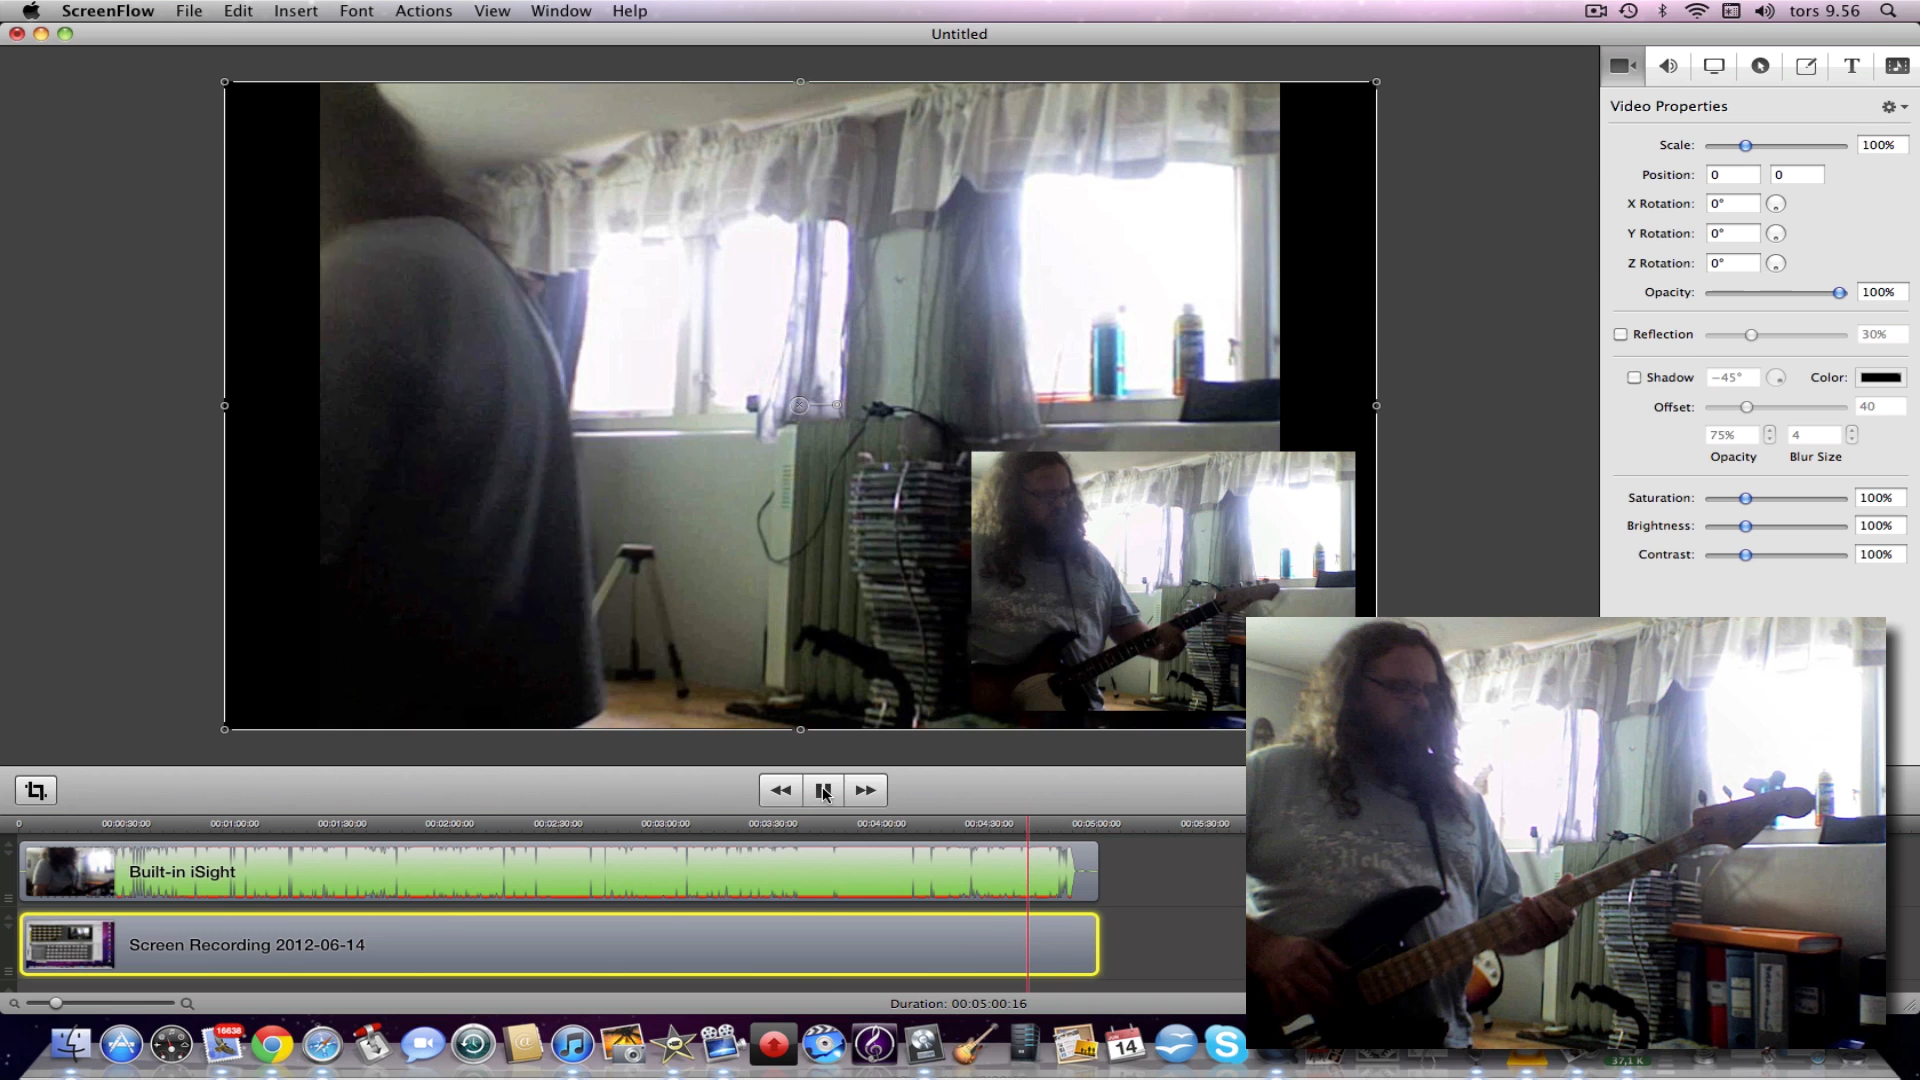 ScreenFlow File Edit Insert Font Actions View Window Help tors 9.56
Untitled
T
Video Properties
Scale: 100%
Position: 0 0
X Rotation: 0°
Y Rotation: 0°
Z Rotation: 0°
Opacity: 100%
Reflection 30%
Shadow −45° Color:
Offset: 40
75% 4
Opacity Blur Size
Saturation: 100%
Brightness: 100%
Contrast: 100%
0 00:00:30:00 00:01:00:00 00:01:30:00 00:02:00:00 00:02:30:00 00:03:00:00 00:03:30:00 00:04:00:00 00:04:30:00 00:05:00:00 00:05:30:00
Built-in iSight
Screen Recording 2012-06-14
Duration: 00:05:00:16
16638
14
37,1 K